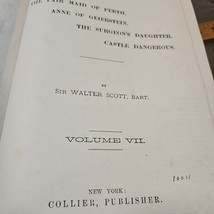 THE FAIR MAID OF PERTH.
ANNE OF GEIERSTEIN.
THE SURGEON'S DAUGHTER.
CASTLE DANGEROUS.
BY
SIR WALTER SCOTT, BART.
VOLUME VII.
NEW YORK:
COLLIER, PUBLISHER.